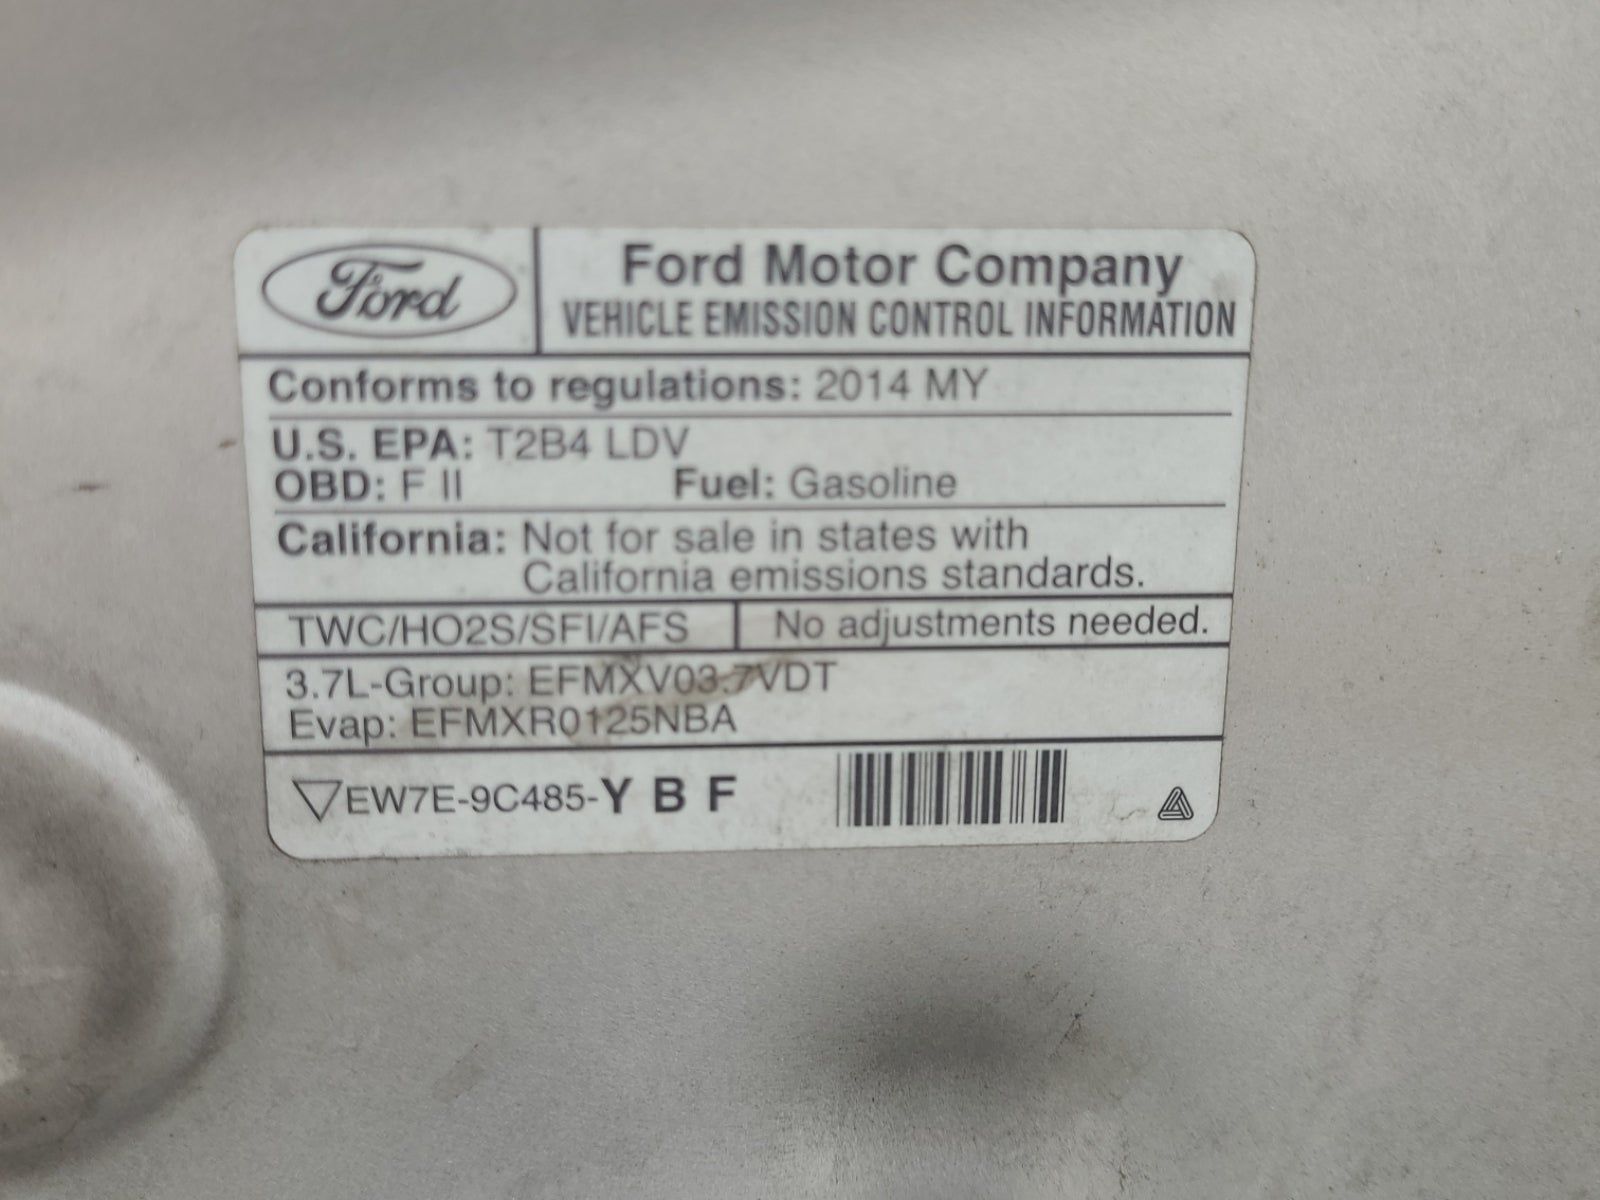 Ford
Ford Motor Company
VEHICLE EMISSION CONTROL INFORMATION
Conforms to regulations: 2014 MY
U.S. EPA: T2B4 LDV
OBD: F II Fuel: Gasoline
California: Not for sale in states with
California emissions standards.
TWC/HO2S/SFI/AFS No adjustments needed.
3.7L-Group: EFMXV03.7VDT
Evap: EFMXR0125NBA
EW7E-9C485-Y B F